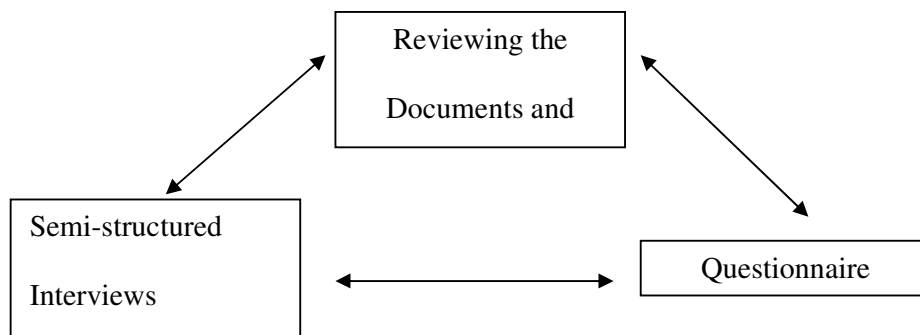 Reviewing the
Documents and
Semi-structured
Interviews
Questionnaire